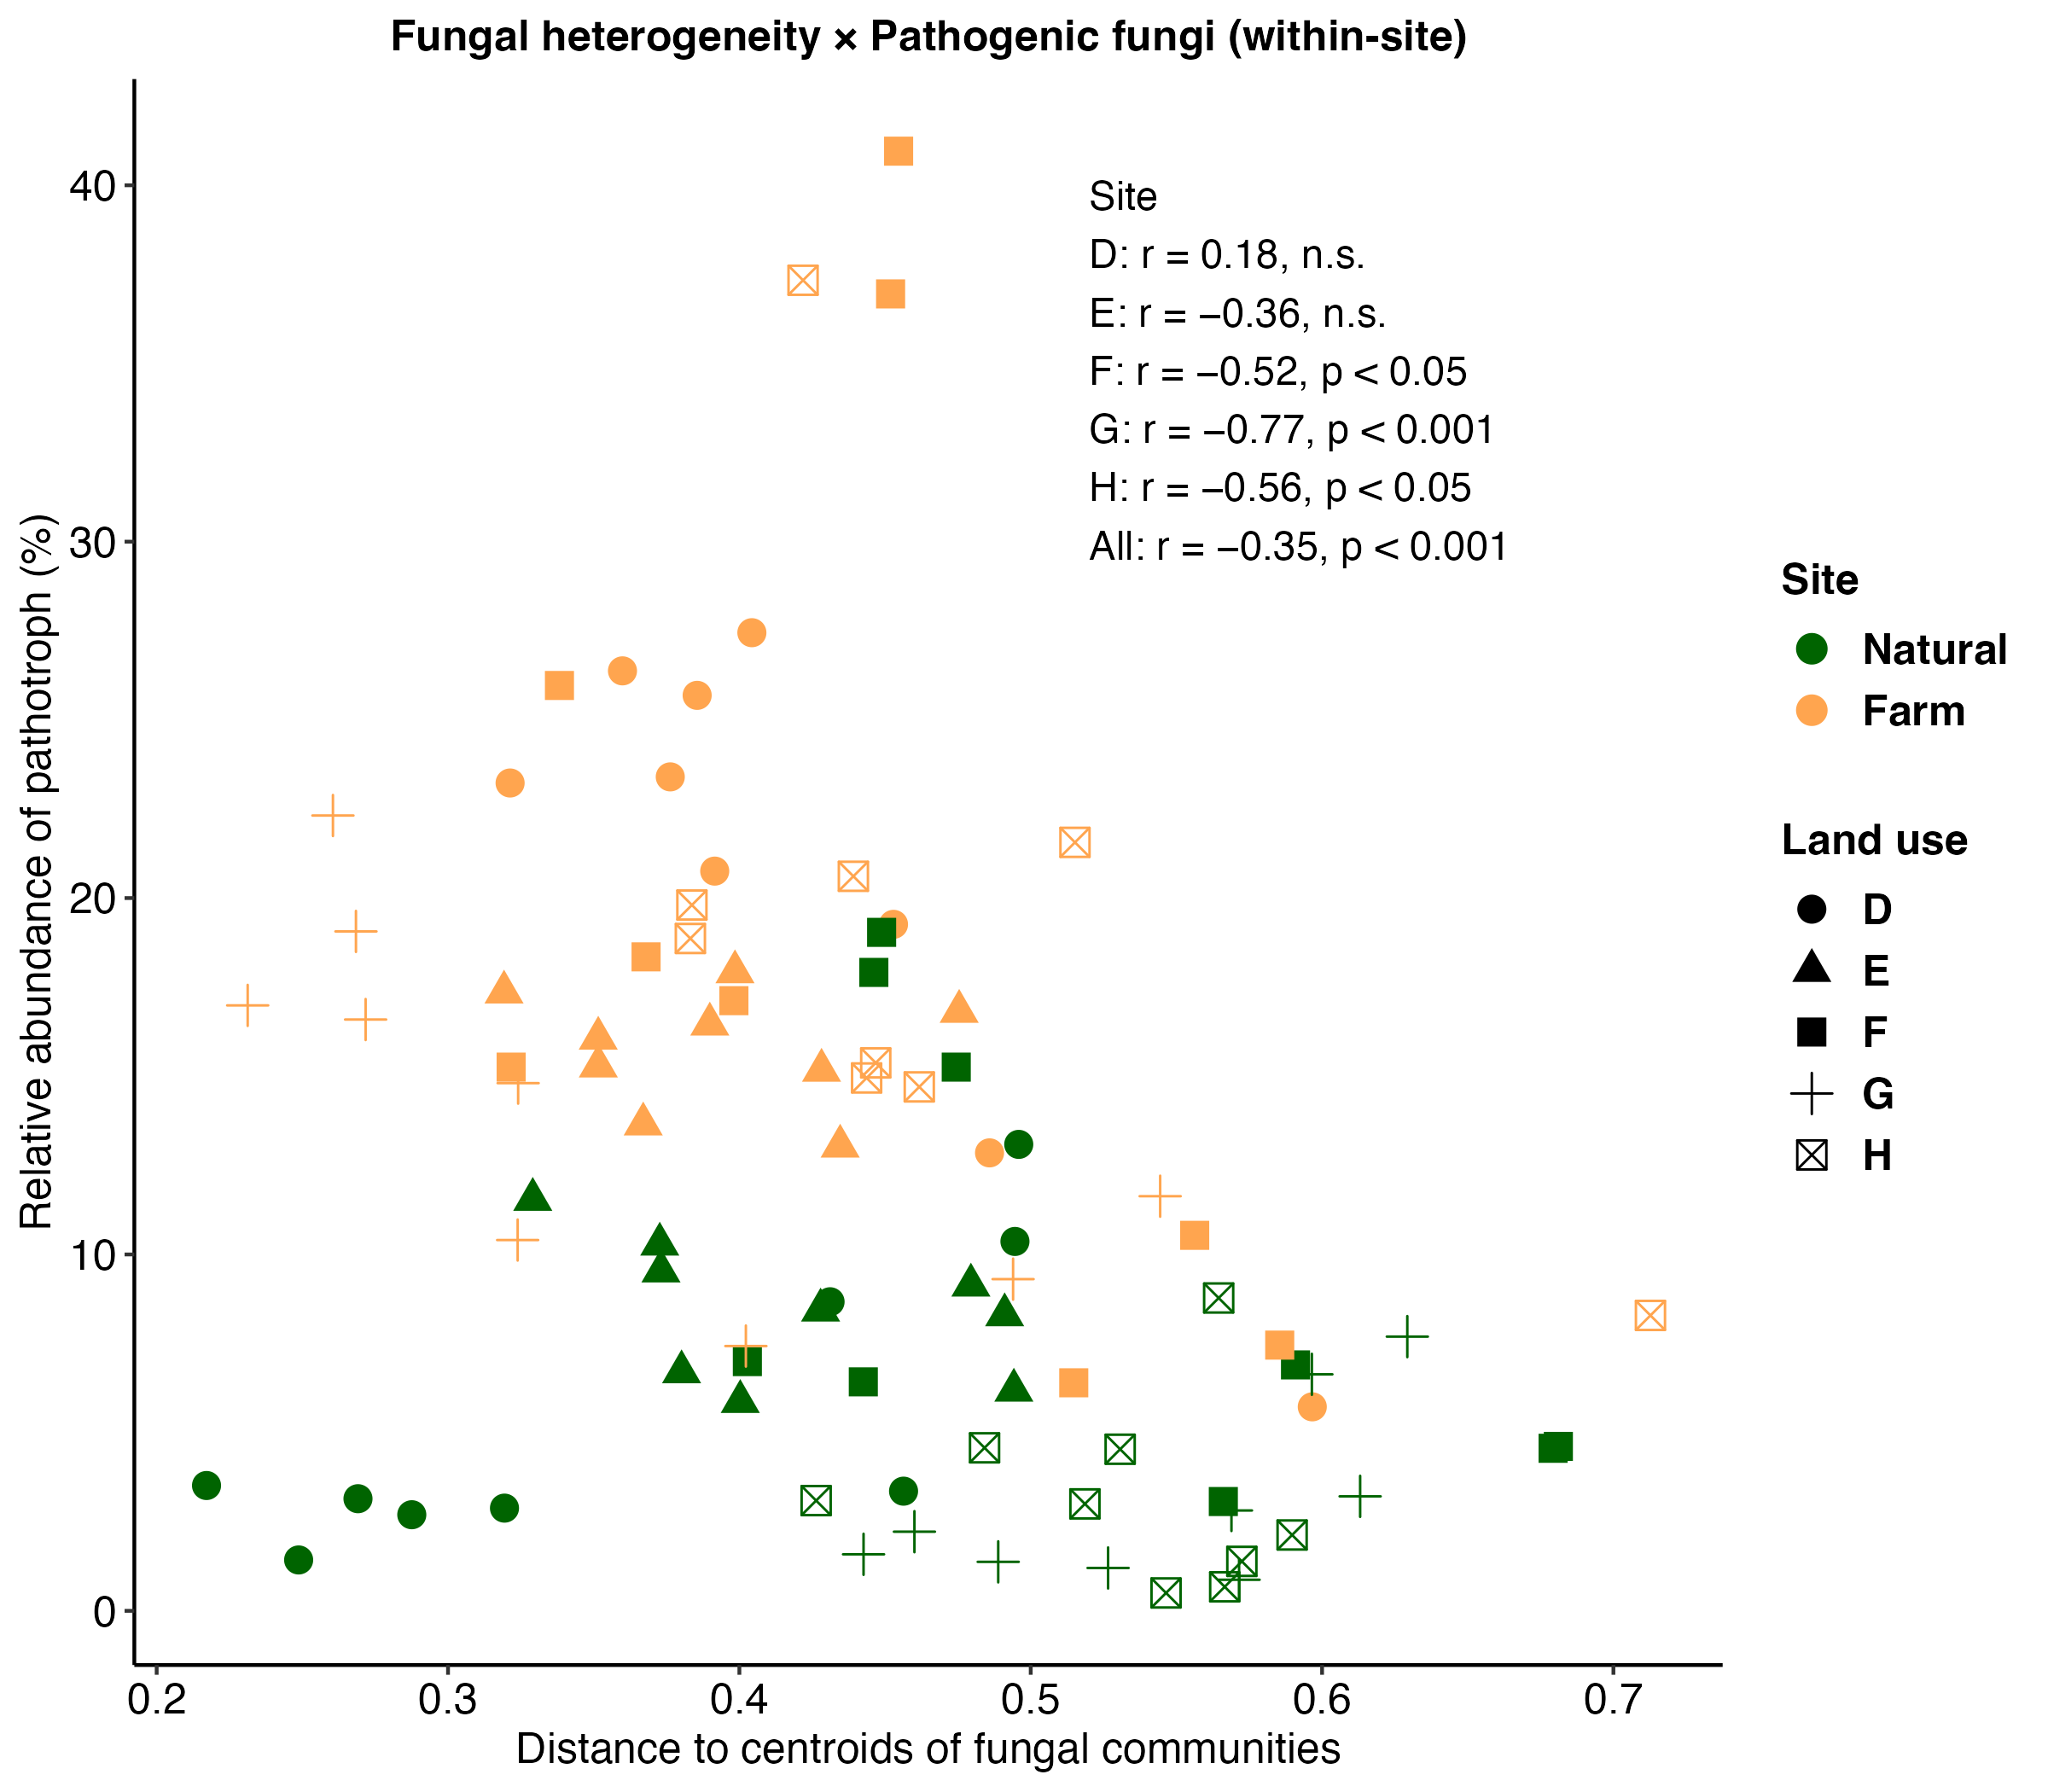 Fungal heterogeneity × Pathogenic fungi (within-site)
Relative abundance of pathotroph (%)
40
30
20
10
0
Site
D: r = 0.18, n.s.
E: r = −0.36, n.s.
F: r = −0.52, p < 0.05
G: r = −0.77, p < 0.001
H: r = −0.56, p < 0.05
All: r = −0.35, p < 0.001
Site
Natural
Farm
Land use
D
E
F
G
H
0.2 0.3 0.4 0.5 0.6 0.7
Distance to centroids of fungal communities